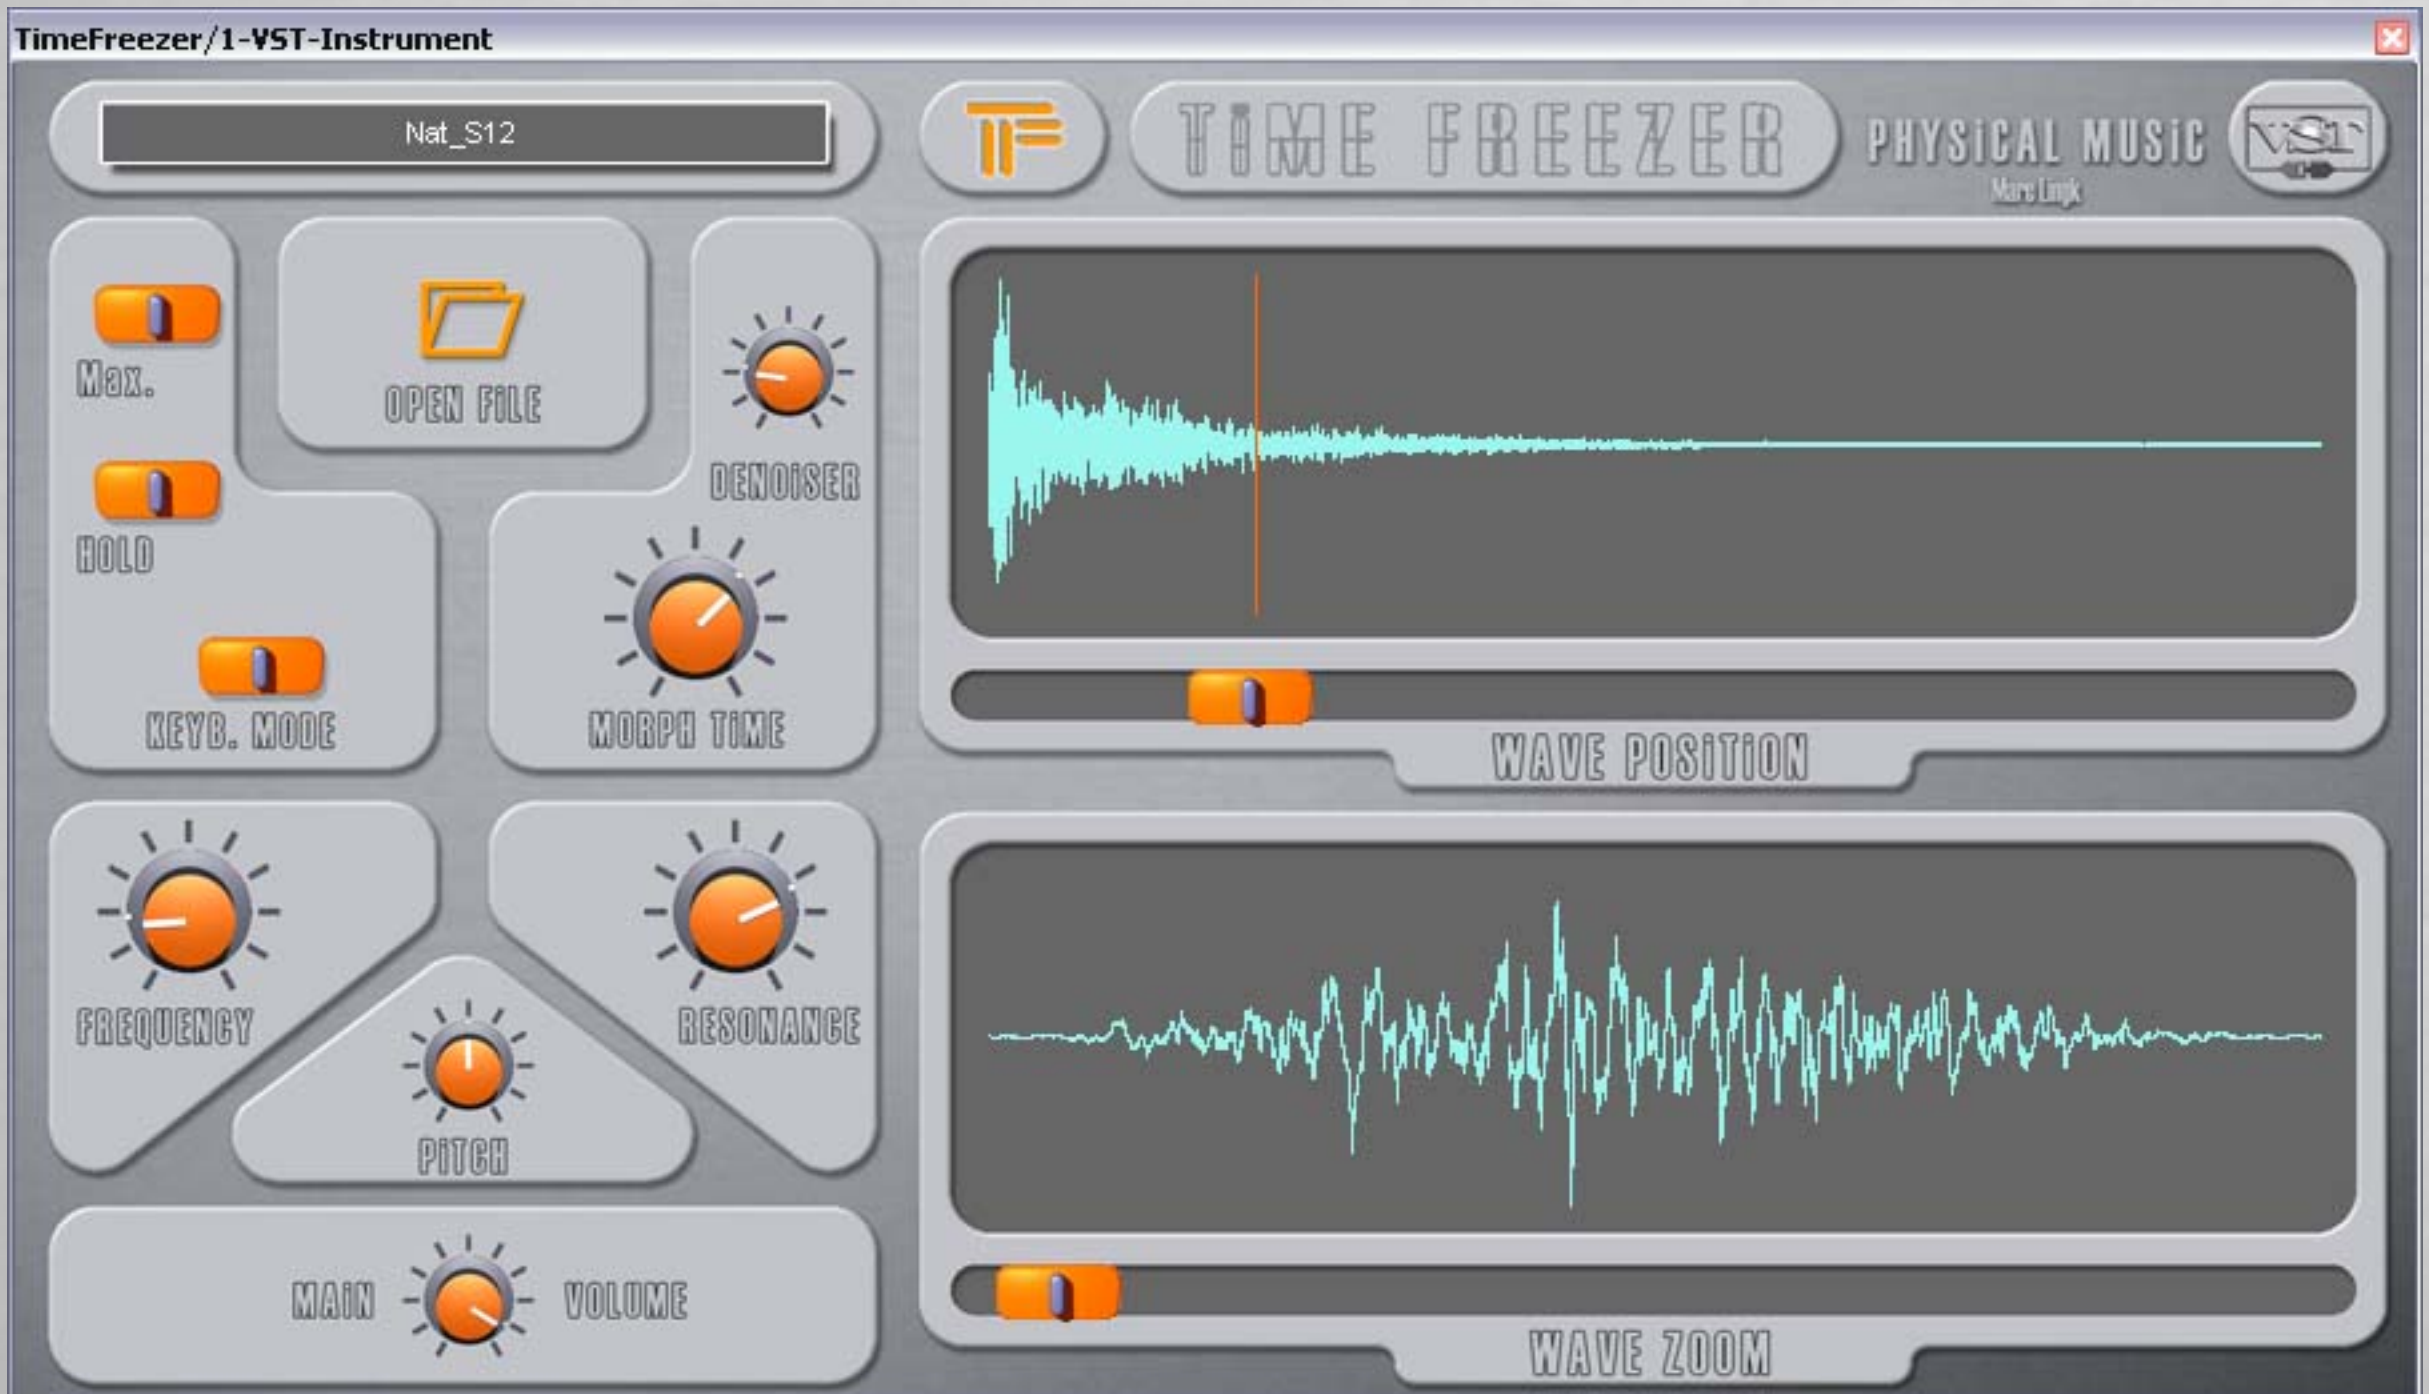 TimeFreezer/1-VST-Instrument
Nat_S12
TF
TiME FREEZER
PHYSiCAL MUSiC
VST
Max.
OPEN FiLE
DENOiSER
HOLD
KEYB. MODE
MORPH TiME
WAVE POSiTiON
FREQUENCY
RESONANCE
PiTCH
MAiN VOLUME
WAVE ZOOM